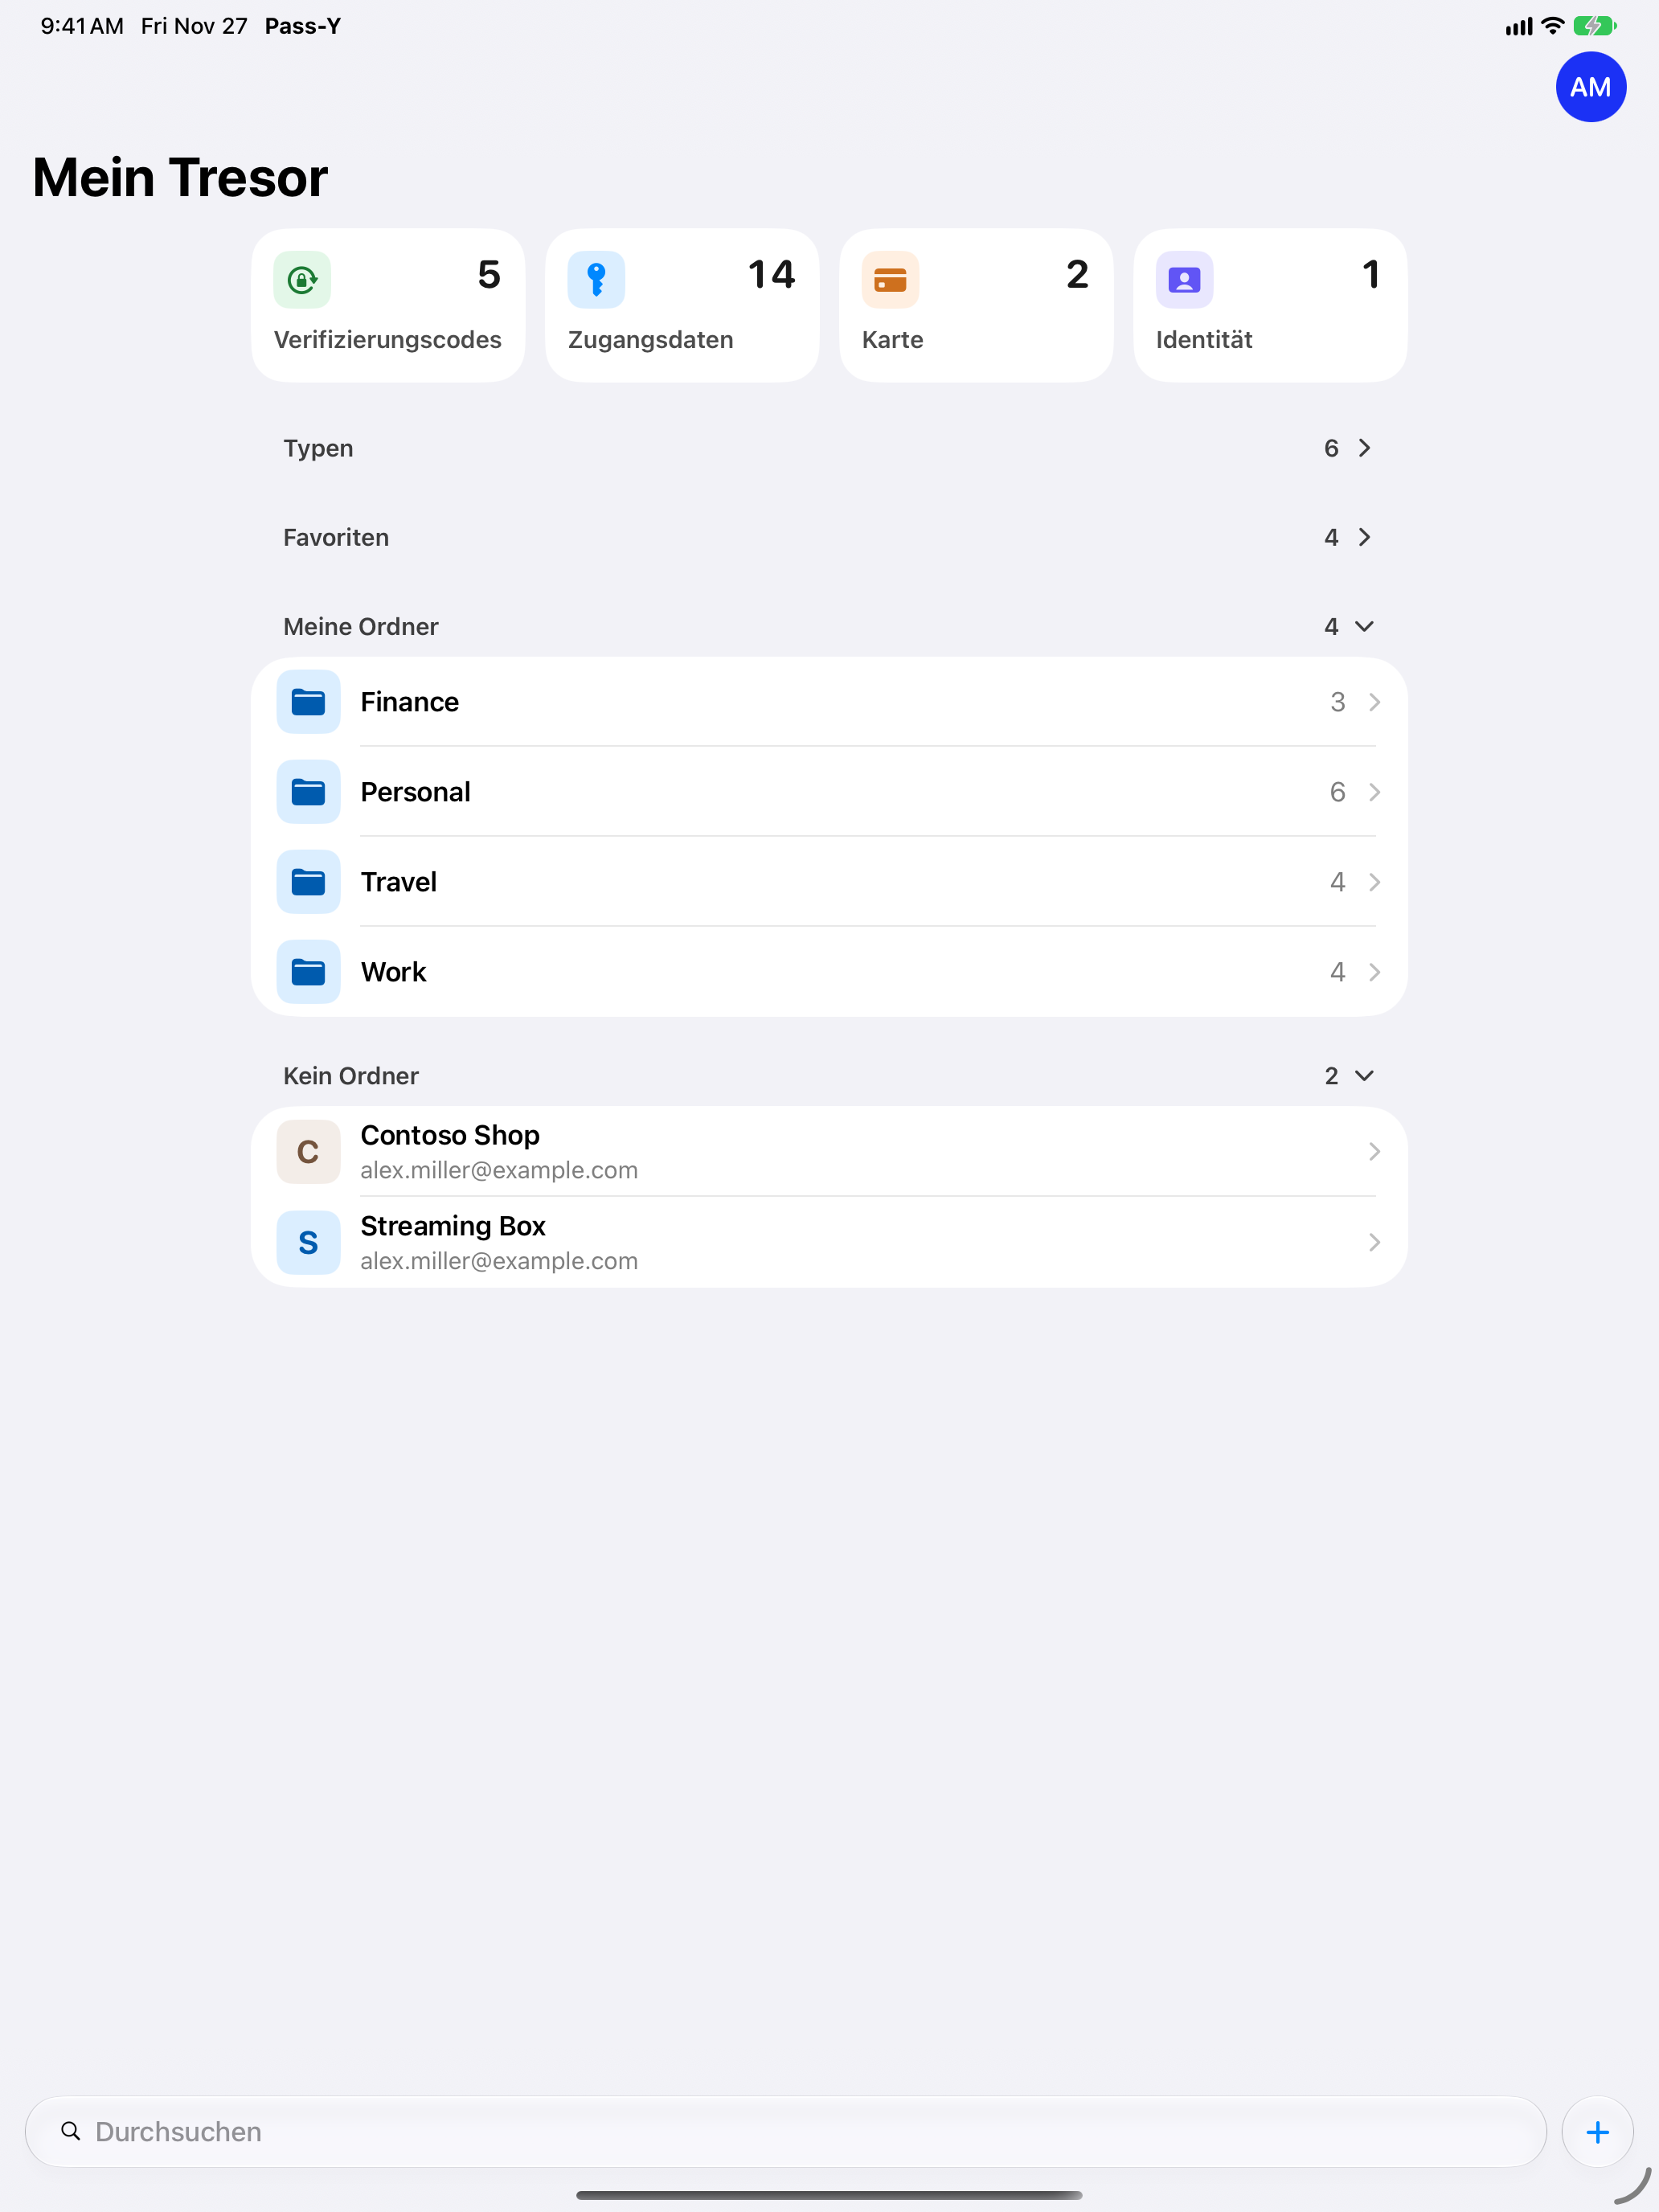 9:41 AM Fri Nov 27 Pass-Y
AM
Mein Tresor
5
Verifizierungscodes
14
Zugangsdaten
2
Karte
1
Identität
Typen 6
Favoriten 4
Meine Ordner 4
Finance 3
Personal 6
Travel 4
Work 4
Kein Ordner 2
C
Contoso Shop
alex.miller@example.com
S
Streaming Box
alex.miller@example.com
Durchsuchen